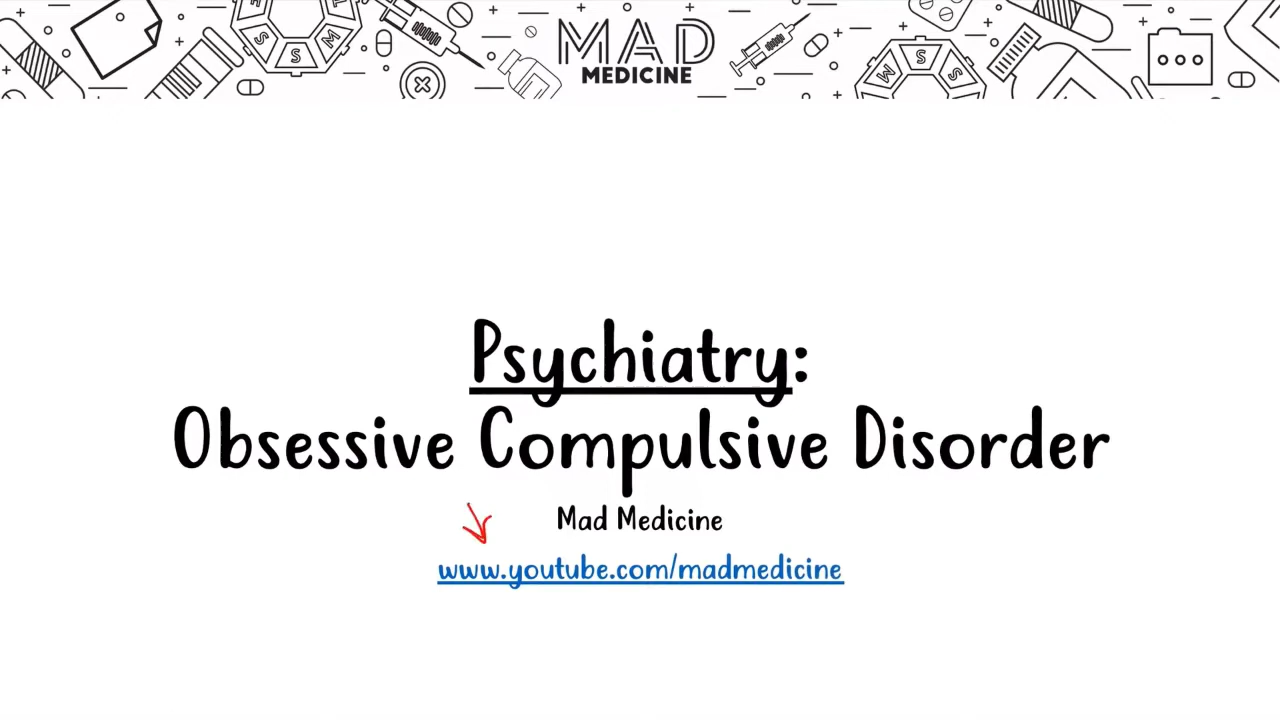 MAD
MEDICINE
Psychiatry:
Obsessive Compulsive Disorder
Mad Medicine
www.youtube.com/madmedicine